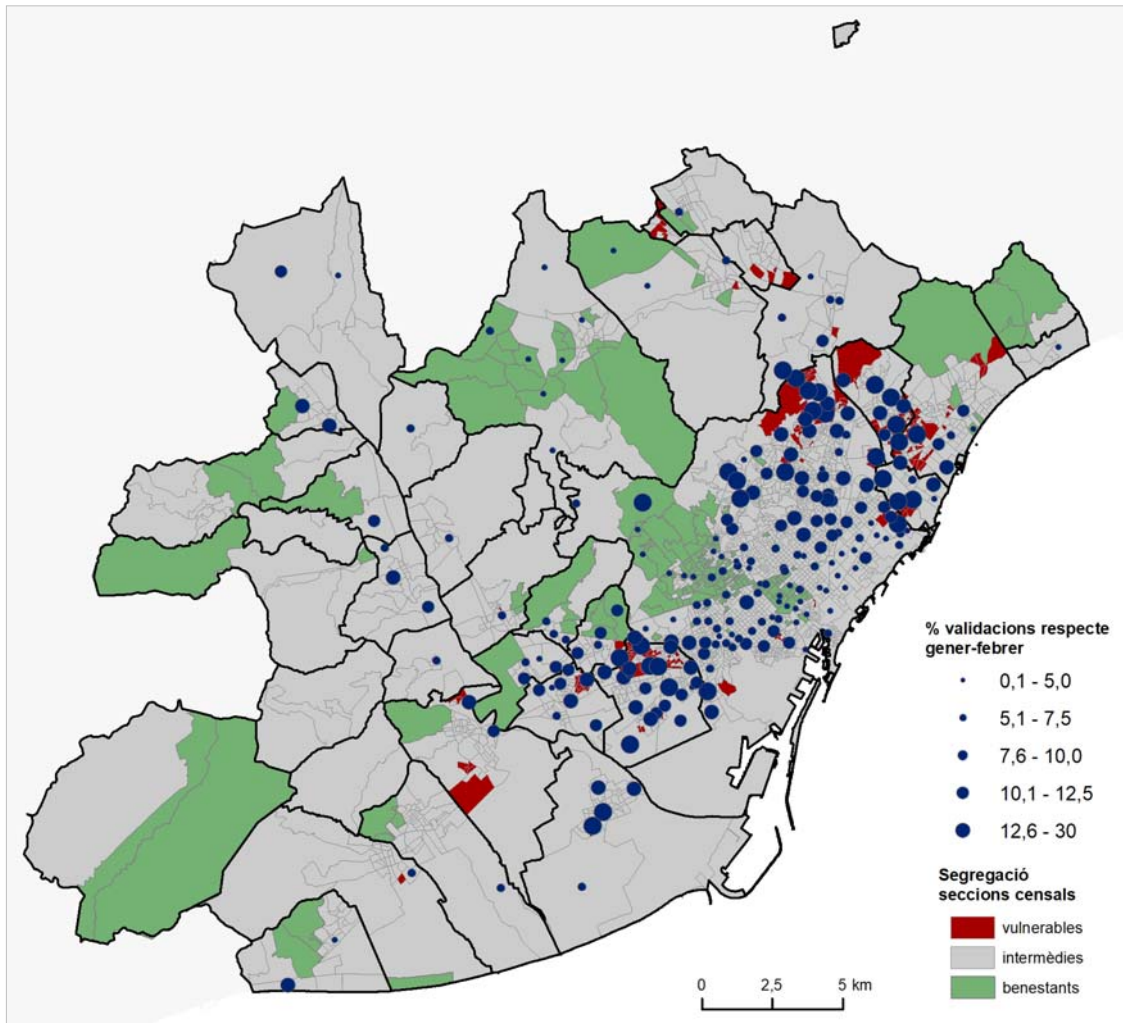 % validacions respecte
gener-febrer
0,1 - 5,0
5,1 - 7,5
7,6 - 10,0
10,1 - 12,5
12,6 - 30
Segregació
seccions censals
vulnerables
intermèdies
benestants
0 2,5 5 km